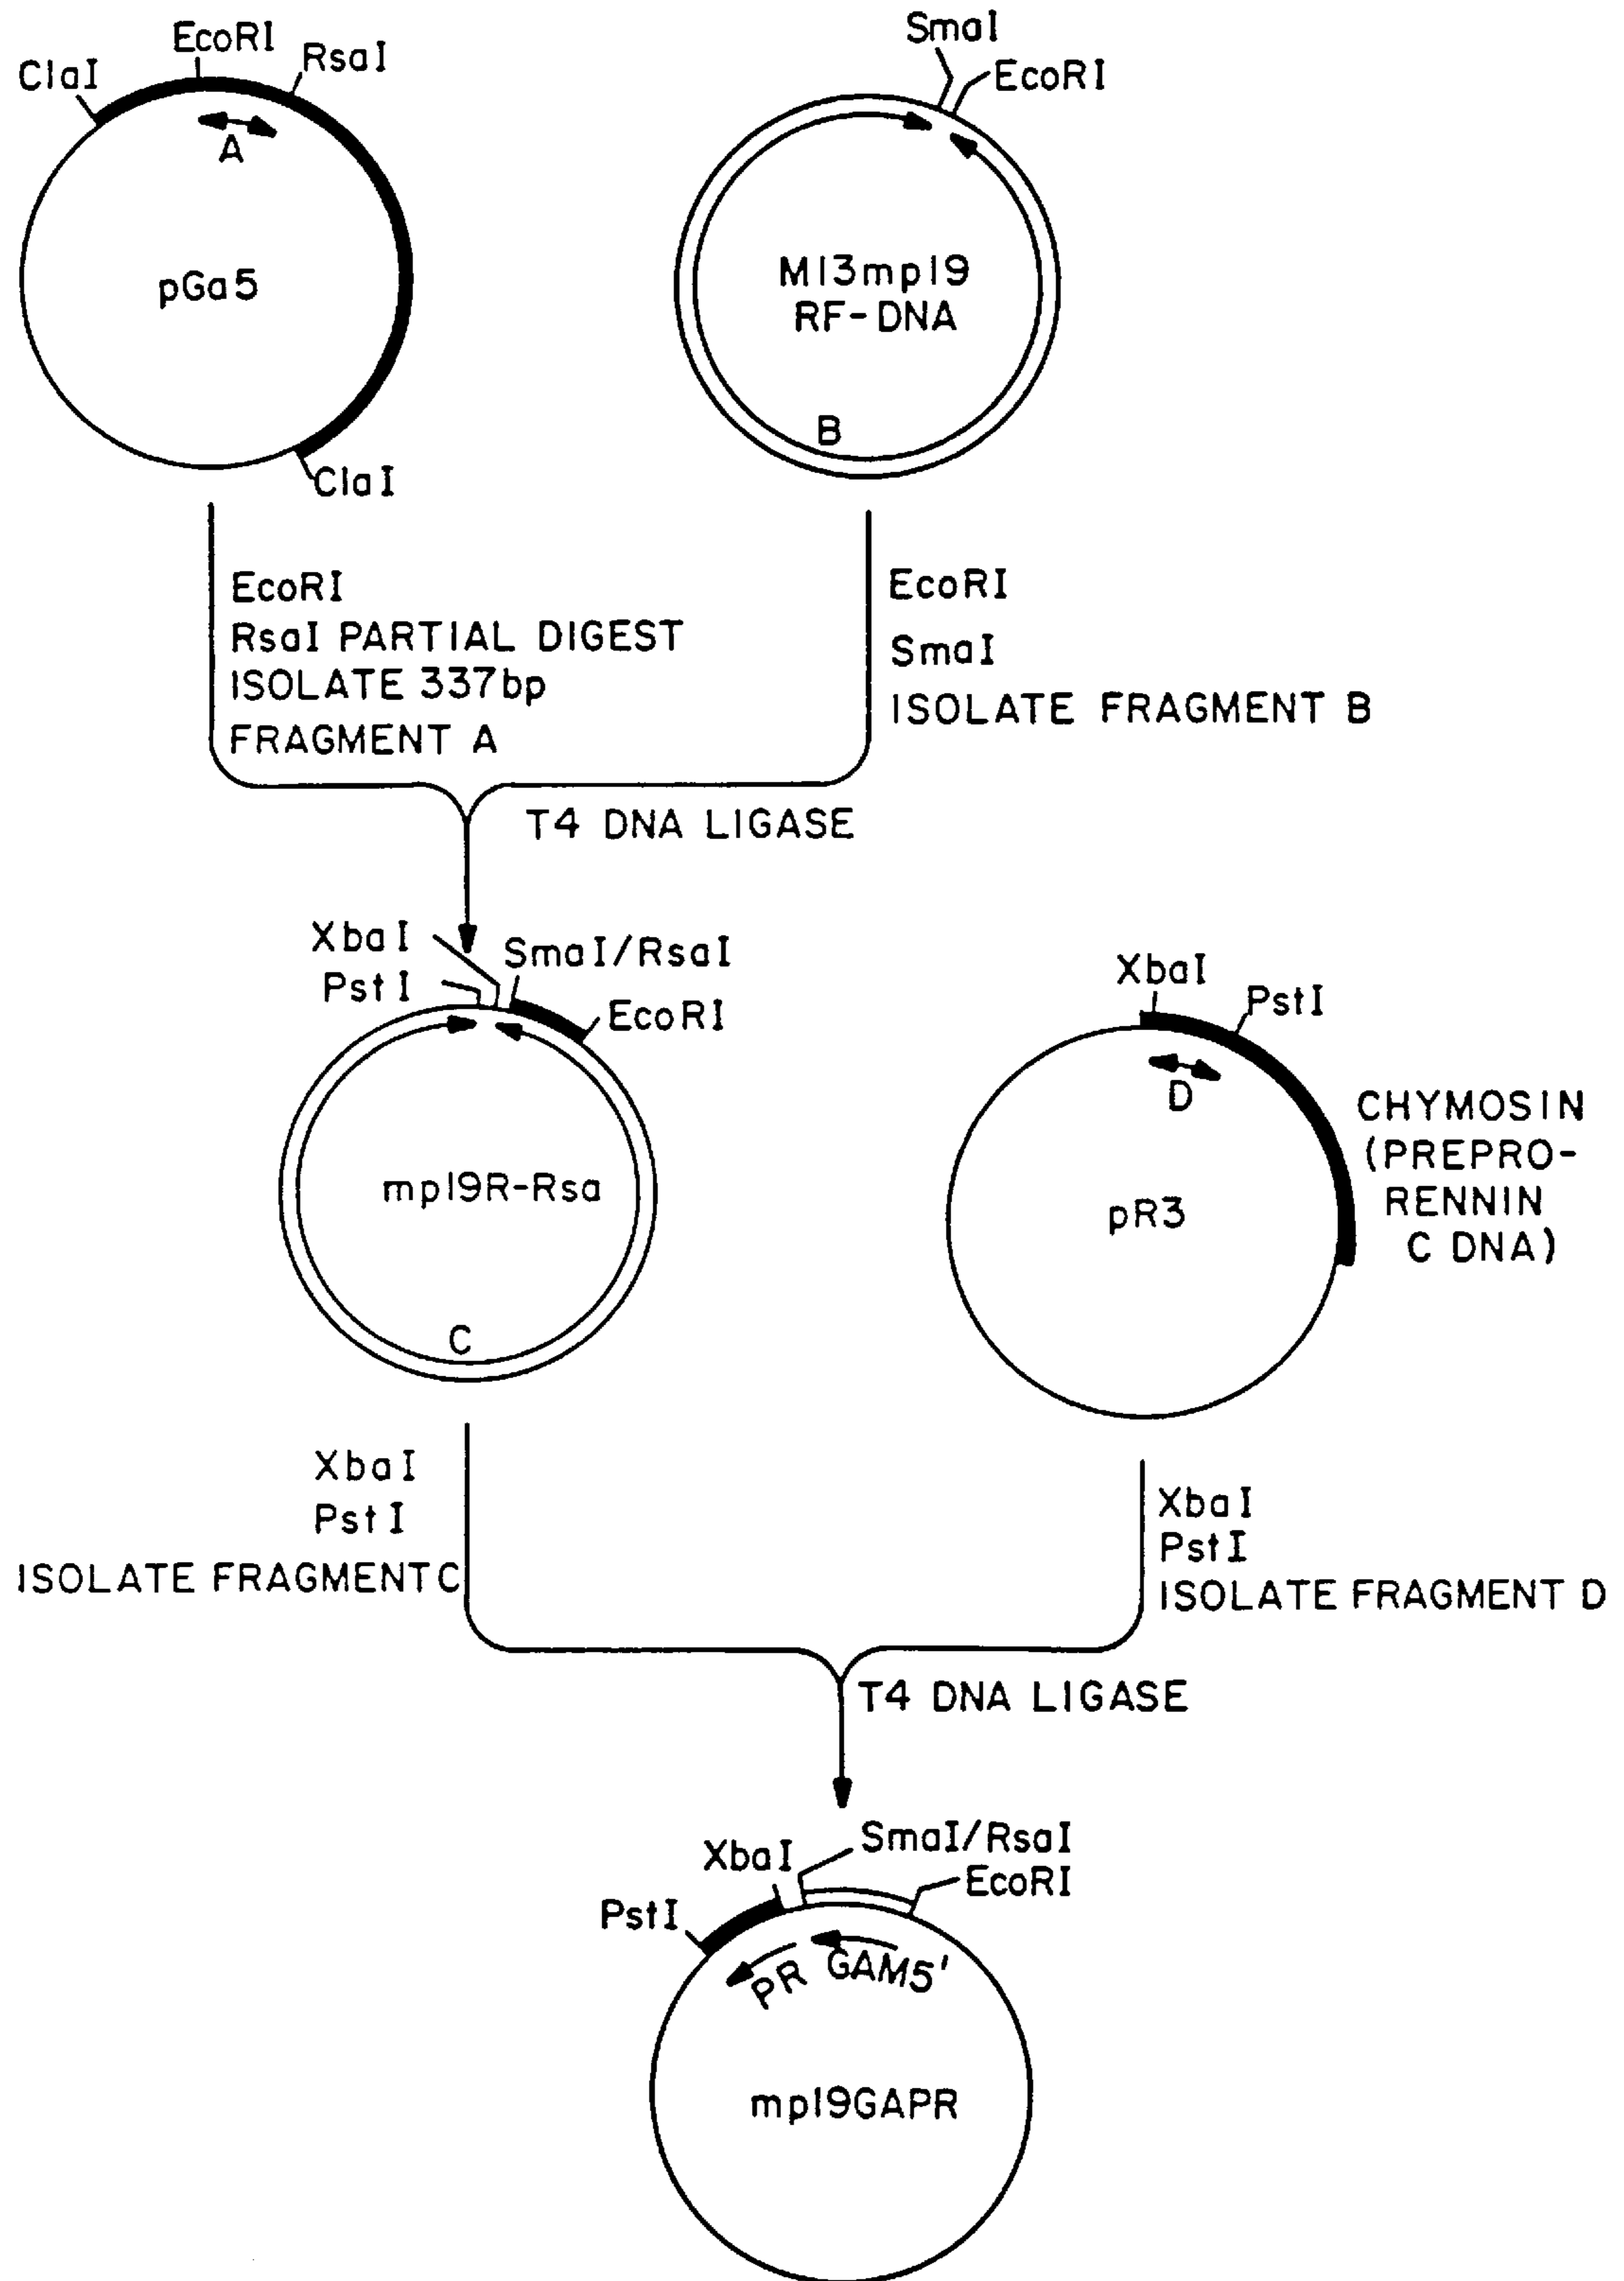 ClaI
EcoRI
RsaI
A
pGa5
ClaI
SmaI
EcoRI
M13mp19
RF-DNA
B
EcoRI
RsaI PARTIAL DIGEST
ISOLATE 337bp
FRAGMENT A
EcoRI
SmaI
ISOLATE FRAGMENT B
T4 DNA LIGASE
XbaI
PstI
SmaI/RsaI
EcoRI
mp19R-Rsa
C
XbaI
PstI
D
pR3
CHYMOSIN
(PREPRO-
RENNIN
C DNA)
XbaI
PstI
ISOLATE FRAGMENT C
XbaI
PstI
ISOLATE FRAGMENT D
T4 DNA LIGASE
XbaI
SmaI/RsaI
EcoRI
PstI
PR GAM5'
mp19GAPR